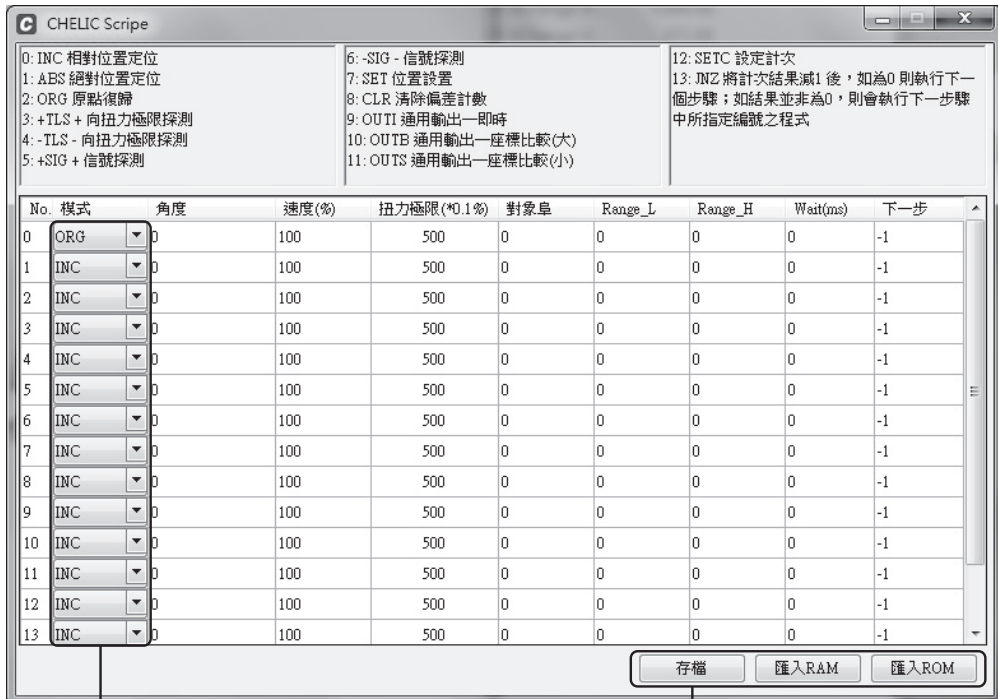 CHELIC Scripe
0: INC 相對位置定位
1: ABS 絕對位置定位
2: ORG 原點復歸
3: +TLS + 向扭力極限探測
4: -TLS - 向扭力極限探測
5: +SIG + 信號探測
6: -SIG - 信號探測
7: SET 位置設置
8: CLR 清除偏差計數
9: OUTI 通用輸出—即時
10: OUTB 通用輸出—座標比較(大)
11: OUTS 通用輸出—座標比較(小)
12: SETC 設定計次
13: JNZ 將計次結果減1 後，如為0 則執行下一
個步驟；如結果並非為0，則會執行下一步驟
中所指定編號之程式
No. 模式 角度 速度(%) 扭力極限(*0.1%) 對象阜 Range_L Range_H Wait(ms) 下一步
0 ORG 0 100 500 0 0 0 0 -1
1 INC 0 100 500 0 0 0 0 -1
2 INC 0 100 500 0 0 0 0 -1
3 INC 0 100 500 0 0 0 0 -1
4 INC 0 100 500 0 0 0 0 -1
5 INC 0 100 500 0 0 0 0 -1
6 INC 0 100 500 0 0 0 0 -1
7 INC 0 100 500 0 0 0 0 -1
8 INC 0 100 500 0 0 0 0 -1
9 INC 0 100 500 0 0 0 0 -1
10 INC 0 100 500 0 0 0 0 -1
11 INC 0 100 500 0 0 0 0 -1
12 INC 0 100 500 0 0 0 0 -1
13 INC 0 100 500 0 0 0 0 -1
存檔 匯入RAM 匯入ROM